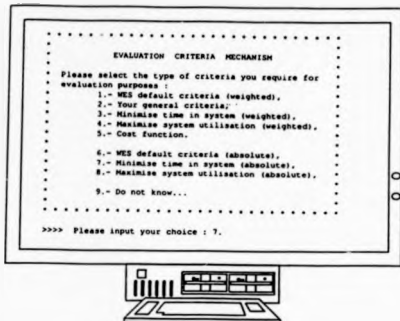 EVALUATION CRITERIA MECHANISM
Please select the type of criteria you require for
evaluation purposes :
1.- WES default criteria (weighted),
2.- Your general criteria,
3.- Minimise time in system (weighted),
4.- Maximise system utilisation (weighted),
5.- Cost function.
6.- WES default criteria (absolute),
7.- Minimise time in system (absolute),
8.- Maximise system utilisation (absolute),
9.- Do not know...
>>>> Please input your choice : 7.